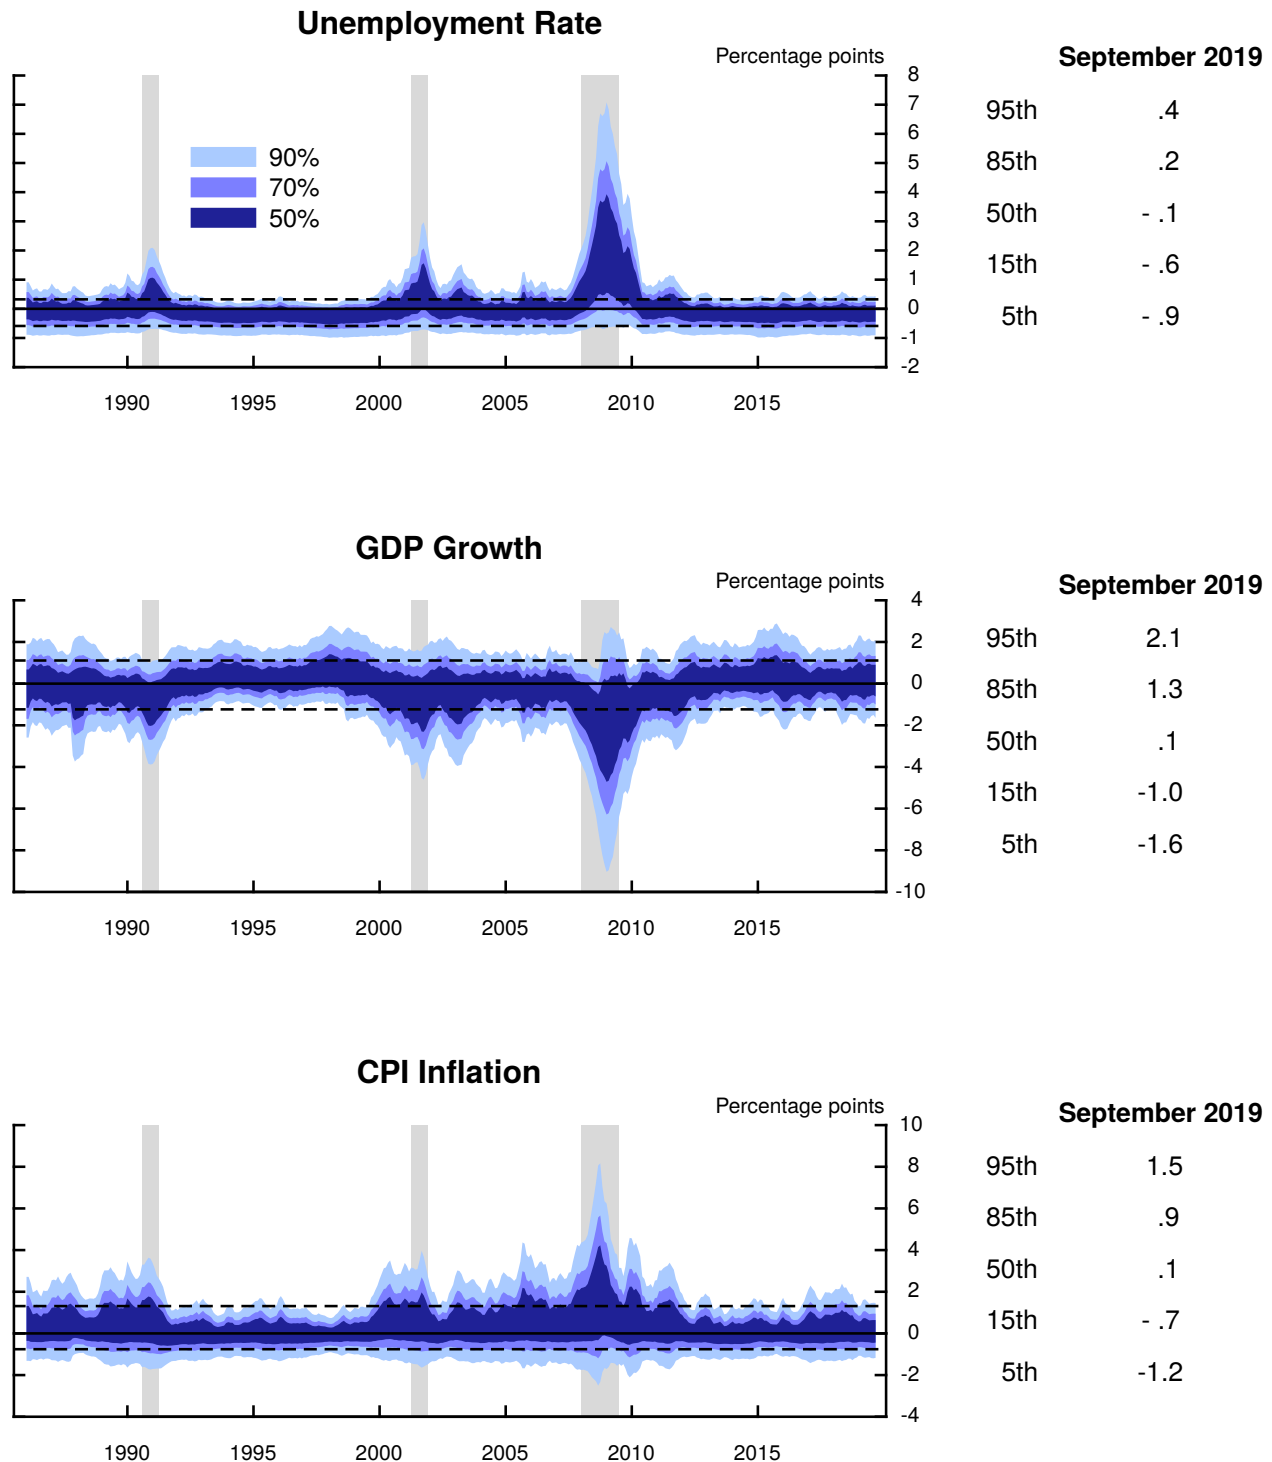 Unemployment Rate
Percentage points
September 2019
8
7
6
5
4
3
2
1
0
-1
-2
90%
70%
50%
1990 1995 2000 2005 2010 2015
95th .4
85th .2
50th - .1
15th - .6
5th - .9
GDP Growth
Percentage points
September 2019
4
2
0
-2
-4
-6
-8
-10
1990 1995 2000 2005 2010 2015
95th 2.1
85th 1.3
50th .1
15th -1.0
5th -1.6
CPI Inflation
Percentage points
September 2019
10
8
6
4
2
0
-2
-4
1990 1995 2000 2005 2010 2015
95th 1.5
85th .9
50th .1
15th - .7
5th -1.2